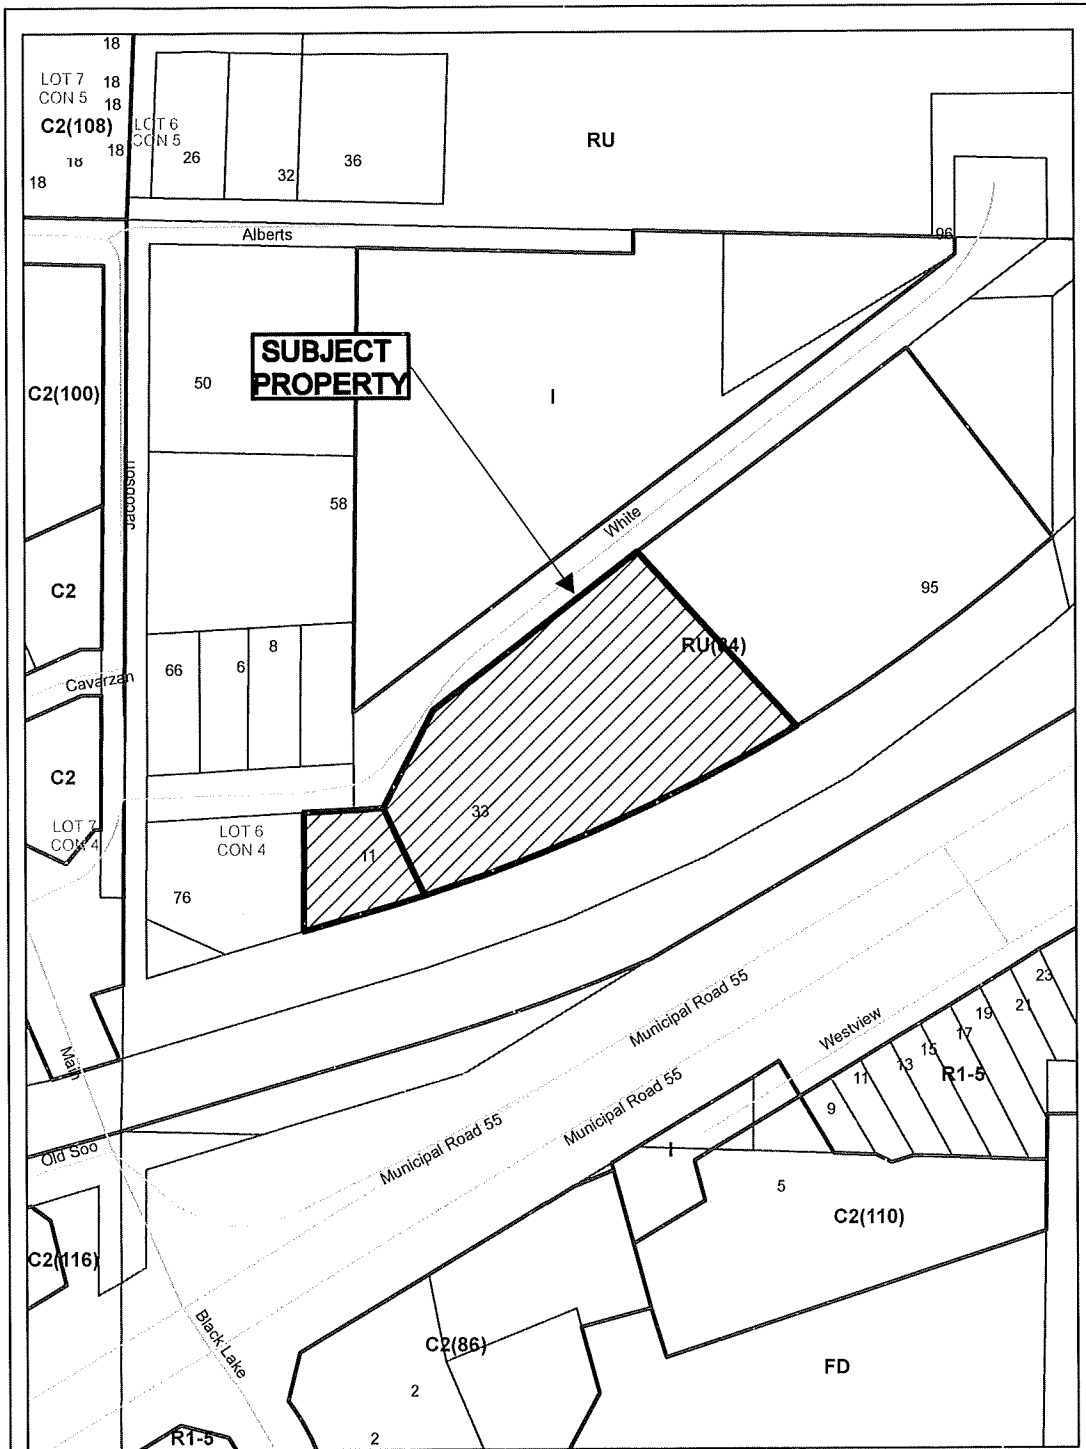 18
LOT 7
CON 5
18
18
C2(108)
LOT 6
CON 5
18
18
18
26
32
36
RU
Alberts
96
SUBJECT
PROPERTY
50
C2(100)
I
Jacobson
58
White
C2
95
RU(84)
66
6
8
Cavarzan
C2
33
LOT 7
CON 4
LOT 6
CON 4
11
76
23
21
19
17
15
13
11
9
R1-5
Municipal Road 55
Westview
Main
Municipal Road 55
Municipal Road 55
Old Soo
I
5
C2(110)
C2(116)
Black Lake
C2(86)
FD
2
2
R1-5